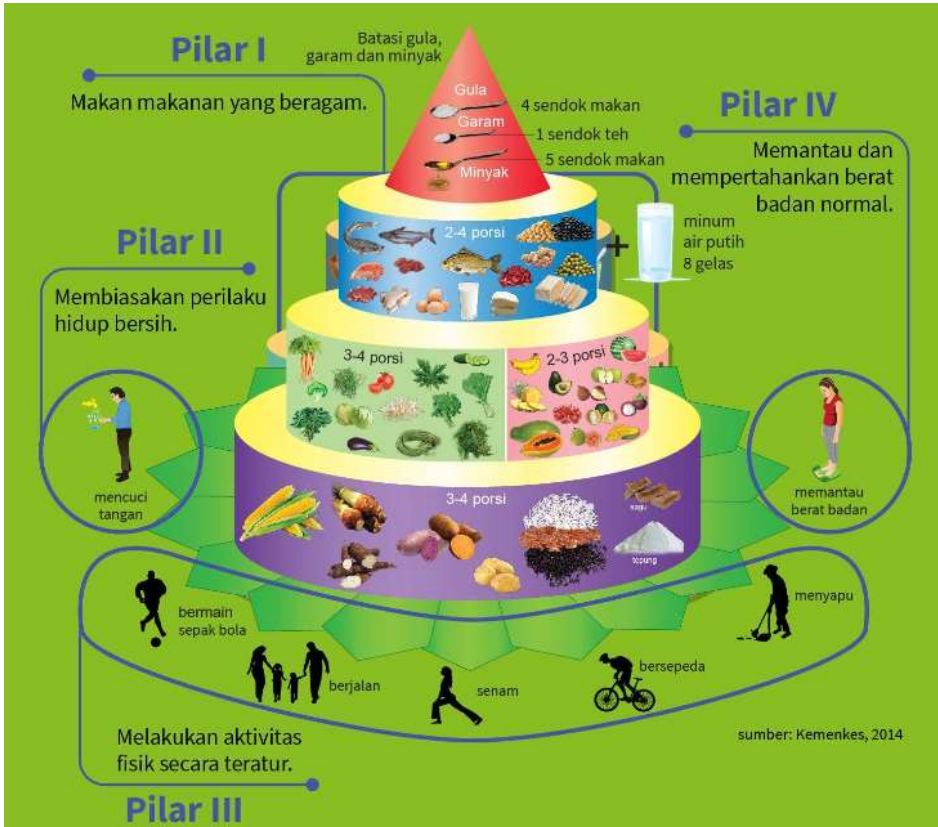 Pilar I
Makan makanan yang beragam.
Batasi gula,
garam dan minyak
Gula
4 sendok makan
Garam
1 sendok teh
5 sendok makan
Minyak
Pilar IV
Memantau dan
mempertahankan berat
badan normal.
2-4 porsi
+
minum
air putih
8 gelas
Pilar II
Membiasakan perilaku
hidup bersih.
3-4 porsi
2-3 porsi
mencuci
tangan
memantau
berat badan
3-4 porsi
sagu
tepung
bermain
sepak bola
berjalan
senam
bersepeda
menyapu
Melakukan aktivitas
fisik secara teratur.
Pilar III
sumber: Kemenkes, 2014